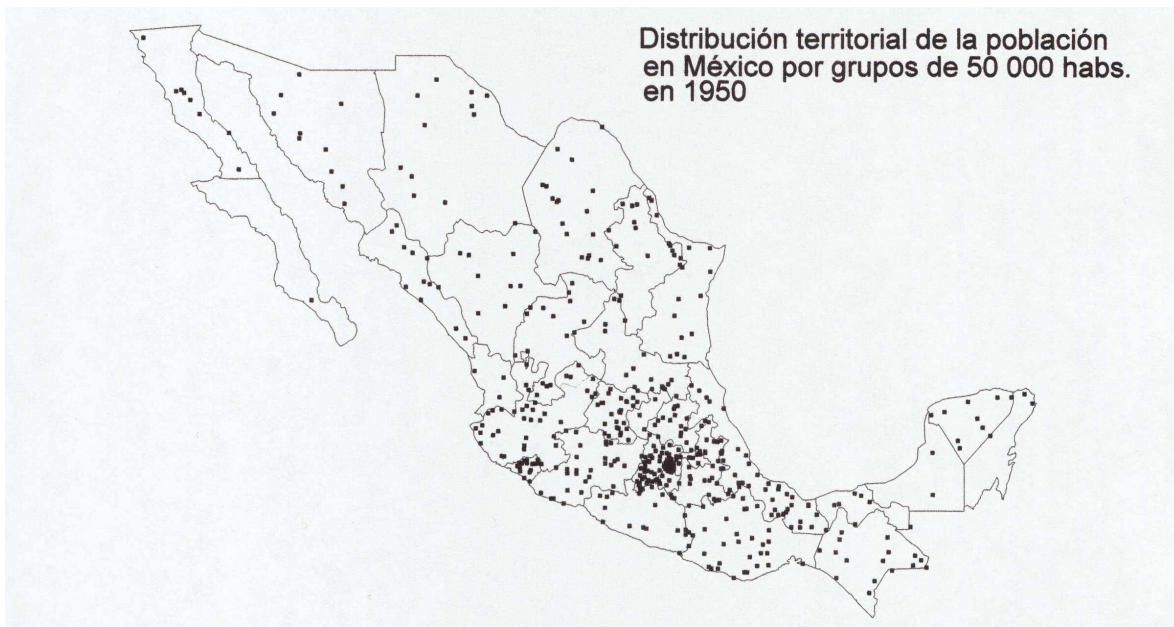 Distribución territorial de la población
en México por grupos de 50 000 habs.
en 1950